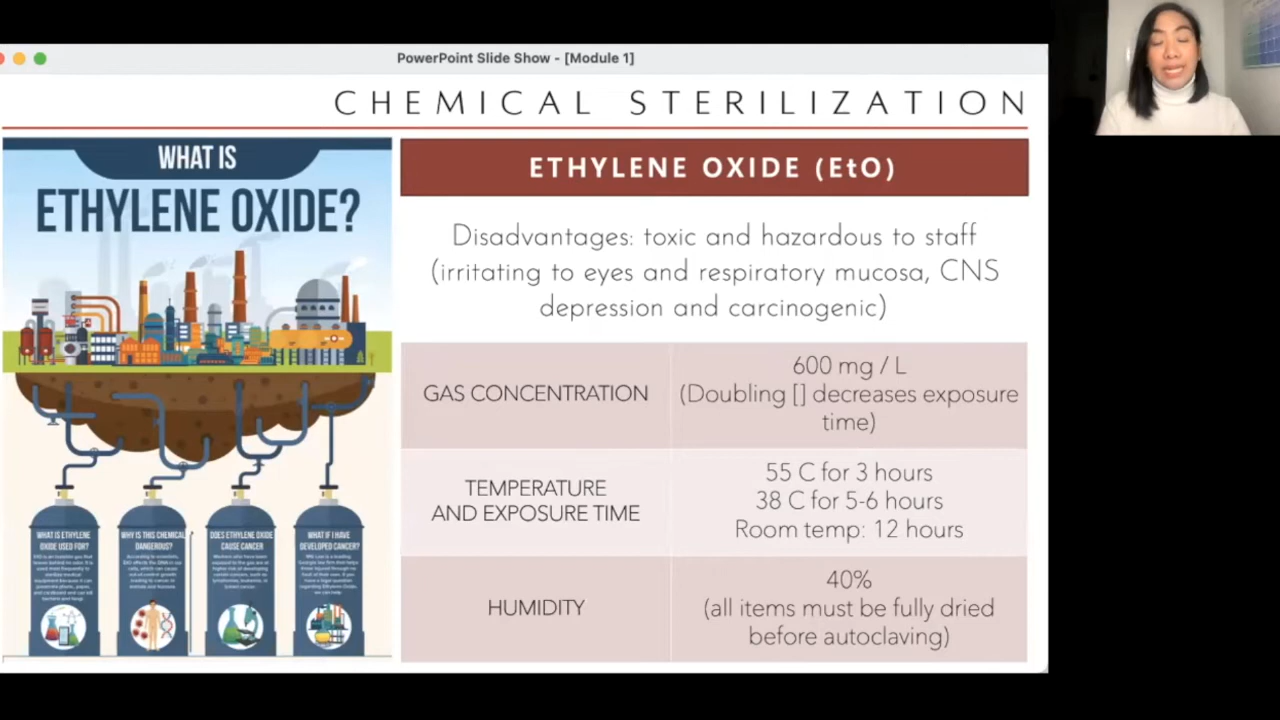 PowerPoint Slide Show - [Module 1]
CHEMICAL STERILIZATION
WHAT IS
ETHYLENE OXIDE?
ETHYLENE OXIDE (EtO)
Disadvantages: toxic and hazardous to staff
(irritating to eyes and respiratory mucosa, CNS
depression and carcinogenic)
GAS CONCENTRATION
600 mg / L
(Doubling [] decreases exposure
time)
TEMPERATURE
AND EXPOSURE TIME
55 C for 3 hours
38 C for 5-6 hours
Room temp: 12 hours
HUMIDITY
40%
(all items must be fully dried
before autoclaving)
WHAT IS ETHYLENE
OXIDE USED FOR?
WHY IS THIS CHEMICAL
DANGEROUS?
DOES ETHYLENE OXIDE
CAUSE CANCER
WHAT IF I HAVE
DEVELOPED CANCER?